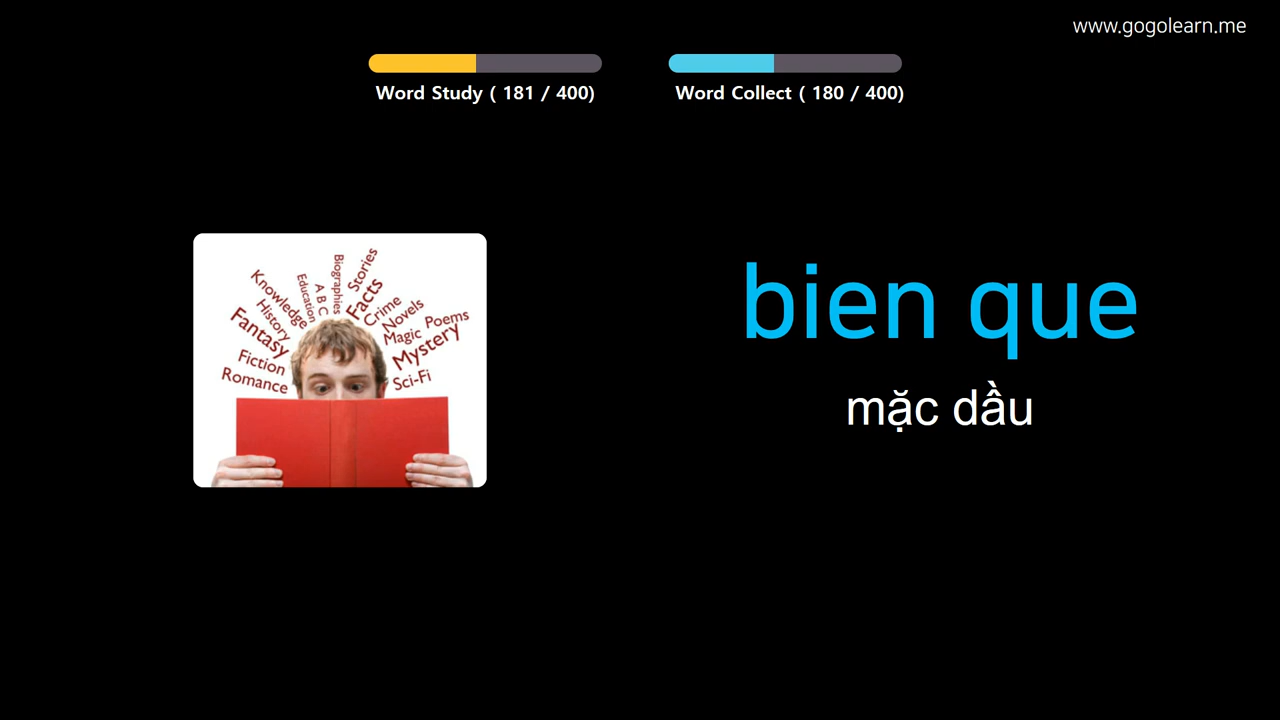 www.gogolearn.me
Word Study ( 181 / 400)
Word Collect ( 180 / 400)
Knowledge
History
Fantasy
Fiction
Romance
Education
A B C
Biographies
Stories
Facts
Crime
Novels
Magic
Poems
Mystery
Sci-Fi
bien que
mặc dầu